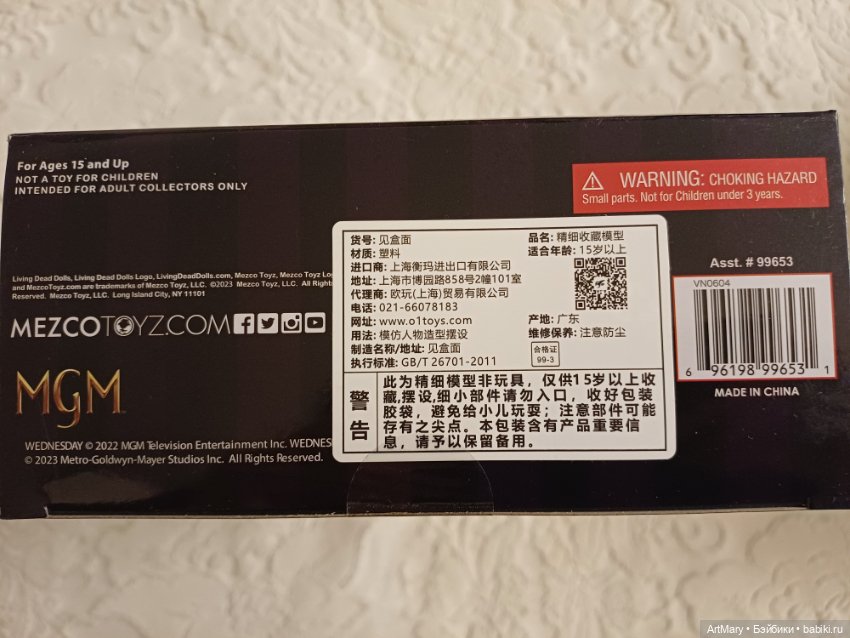 For Ages 15 and Up
NOT A TOY FOR CHILDREN
INTENDED FOR ADULT COLLECTORS ONLY
WARNING: CHOKING HAZARD
Small parts. Not for Children under 3 years.
Living Dead Dolls, Living Dead Dolls Logo, LivingDeadDolls.com, Mezco Toyz, Mezco Toyz
and MezcoToyz.com are trademarks of Mezco Toyz, LLC. ©2023 Mezco Toyz, LLC. All
Reserved. Mezco Toyz, LLC. Long Island City, NY 11101
MEZCOTOYZ.COM
MGM
WEDNESDAY © 2022 MGM Television Entertainment Inc.
© 2023 Metro-Goldwyn-Mayer Studios Inc. All Rights Reserved.
货号: 见盒面
材质: 塑料
进口商: 上海衡玛进出口有限公司
地址: 上海市博园路858号2幢101室
代理商: 欧玩(上海)贸易有限公司
电话: 021-66078183
网址: www.o1toys.com
用法: 模仿人物造型摆设
制造名称/地址: 见盒面
执行标准: GB/T 26701-2011
品名: 精细收藏模型
适合年龄: 15岁以上
产地: 广东
维修保养: 注意防尘
合格证
99-3
警告
此为精细模型非玩具，仅供15岁以上收
藏,摆设,细小部件请勿入口，收好包装
胶袋，避免给小儿玩耍；注意部件可能
存有之尖点。本包装含有产品重要信
息，请予以保留备用。
Asst. # 99653
VN0604
6 96198 99653 1
MADE IN CHINA
ArtMary • Бэйбики • babiki.ru